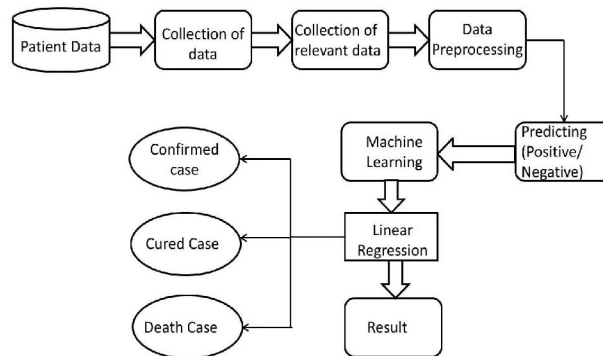 Patient Data
Collection of
data
Collection of
relevant data
Data
Preprocessing
Predicting
(Positive/
Negative)
Machine
Learning
Linear
Regression
Result
Confirmed
case
Cured Case
Death Case